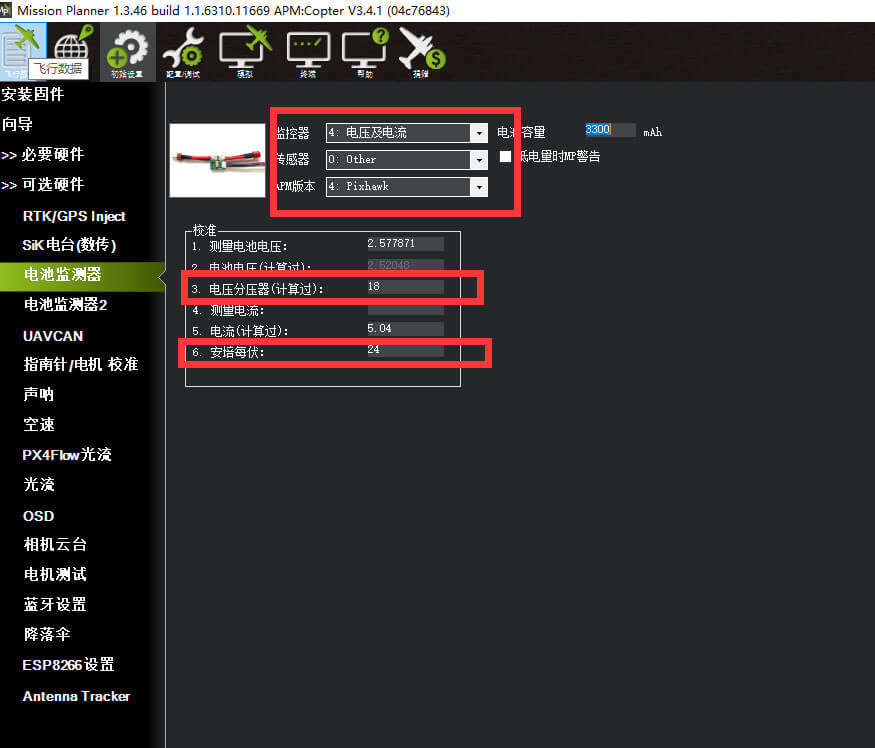 Mission Planner 1.3.46 build 1.1.6310.11669 APM:Copter V3.4.1 (04c76843)
飞行数据
初始设置
配置/调试
模拟
终端
帮助
捐赠
安装固件
向导
>> 必要硬件
>> 可选硬件
RTK/GPS Inject
SiK电台(数传)
电池监测器
电池监测器2
UAVCAN
指南针/电机 校准
声呐
空速
PX4Flow光流
光流
OSD
相机云台
电机测试
蓝牙设置
降落伞
ESP8266设置
Antenna Tracker
监控器 4: 电压及电流 电池容量 3300 mAh
传感器 0: Other 低电量时MP警告
APM版本 4: Pixhawk
校准
1. 测量电池电压: 2.577871
2. 电池电压(计算过): 2.52048
3. 电压分压器(计算过): 18
4. 测量电流:
5. 电流(计算过): 5.04
6. 安培每伏: 24